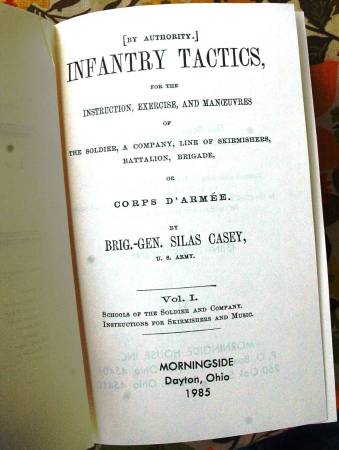 [BY AUTHORITY.]
INFANTRY TACTICS,
FOR THE
INSTRUCTION, EXERCISE, AND MANŒUVRES
OF
THE SOLDIER, A COMPANY, LINE OF SKIRMISHERS,
BATTALION, BRIGADE,
OR
CORPS D'ARMÉE.
BY
BRIG.-GEN. SILAS CASEY,
U. S. ARMY.
Vol. I.
Schools of the Soldier and Company.
Instructions for Skirmishers and Music.
MORNINGSIDE
Dayton, Ohio
1985